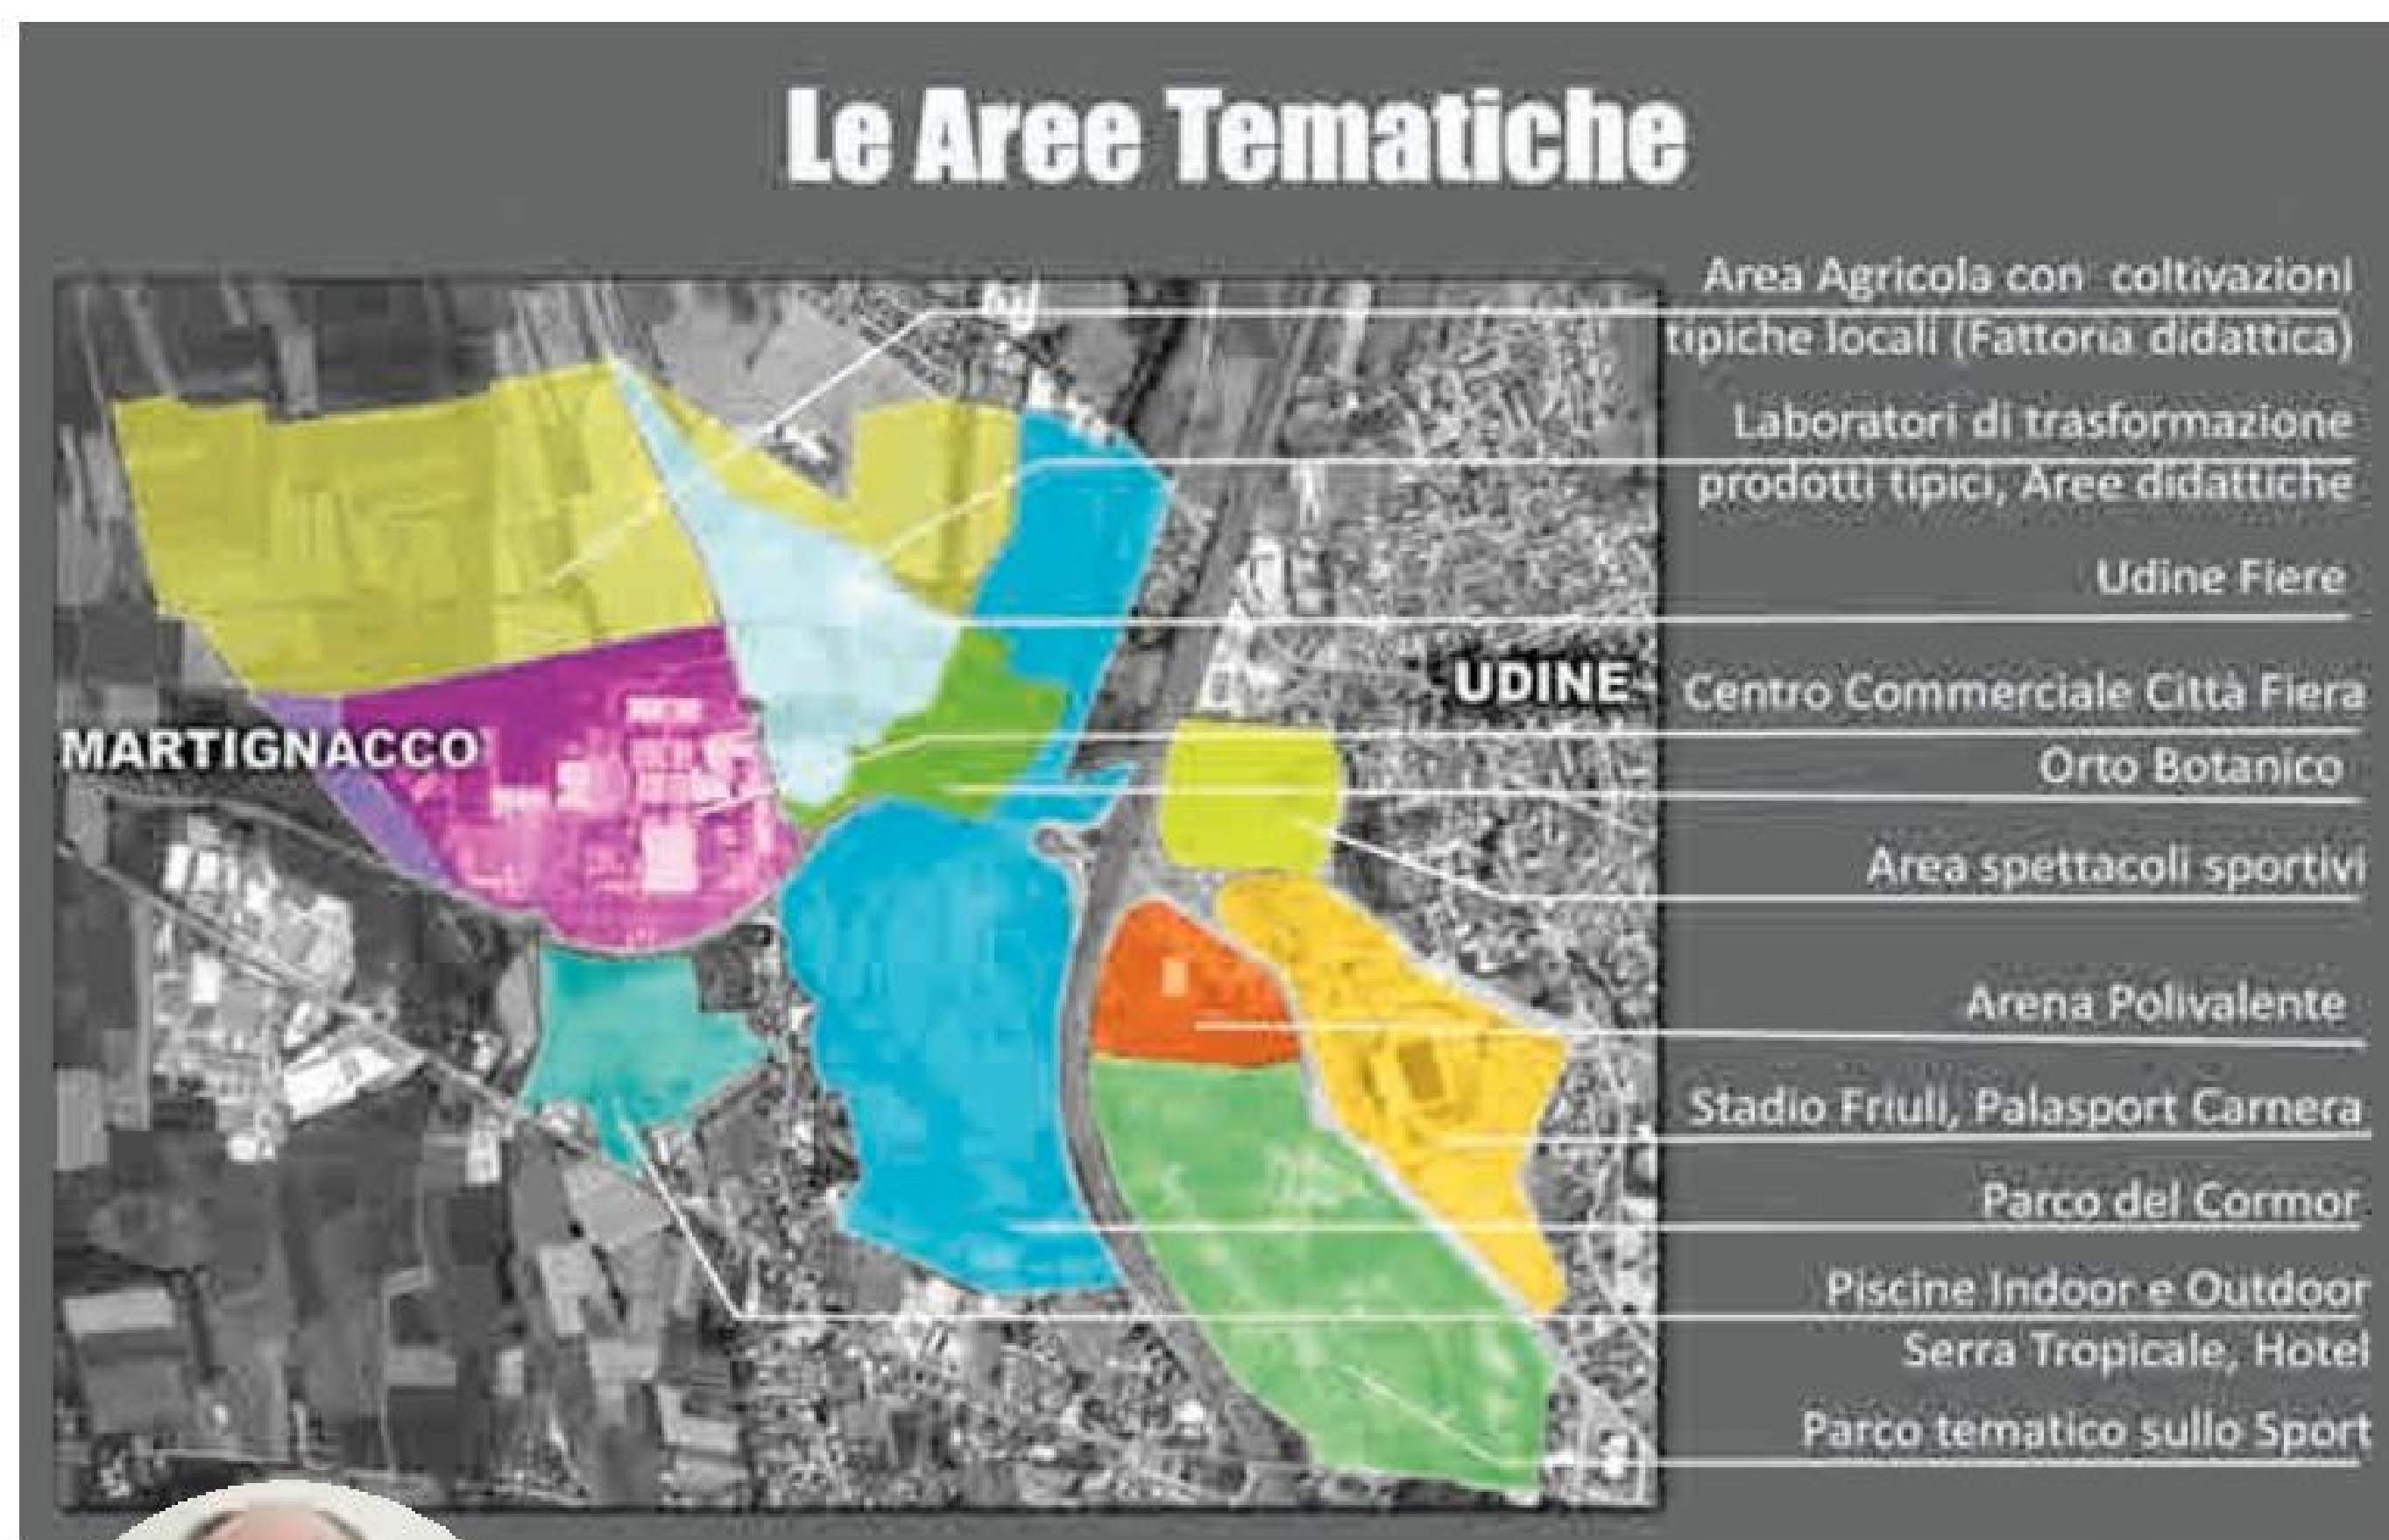 Le Aree Tematiche
Area Agricola con coltivazioni
tipiche locali (Fattoria didattica)
Laboratori di trasformazione
prodotti tipici, Aree didattiche
Udine Fiere
UDINE
Centro Commerciale Città Fiera
MARTIGNACCO
Orto Botanico
Area spettacoli sportivi
Arena Polivalente
Stadio Friuli, Palasport Carnera
Parco del Cormor
Piscine Indoor e Outdoor
Serra Tropicale, Hotel
Parco tematico sullo Sport